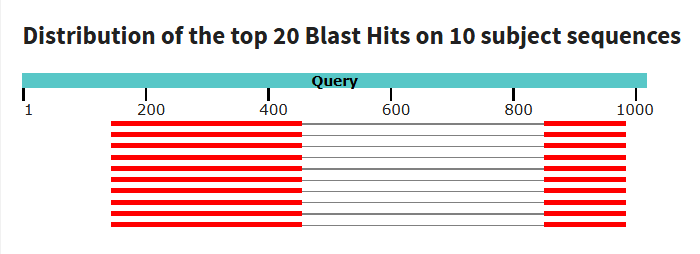 Distribution of the top 20 Blast Hits on 10 subject sequences
Query
1 200 400 600 800 1000